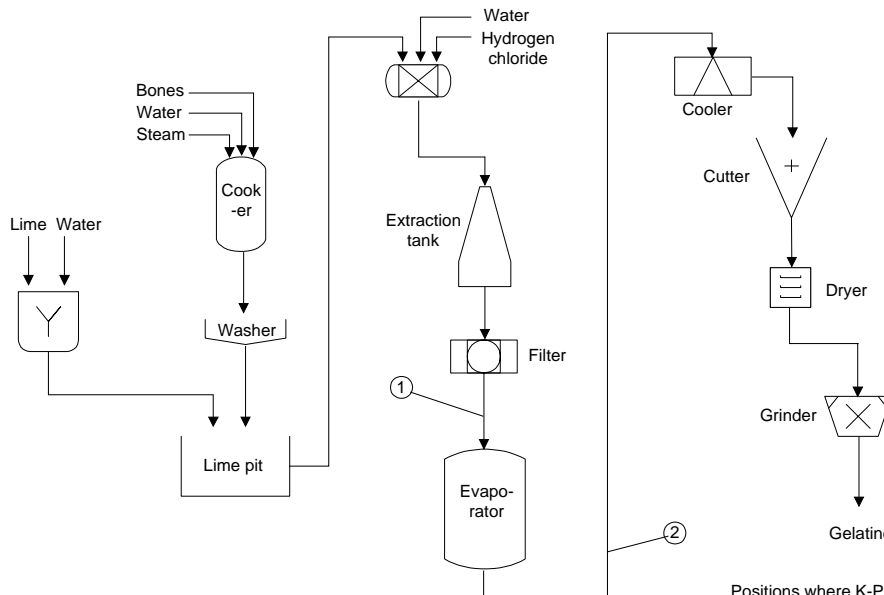 Water
Hydrogen
chloride
Bones
Water
Steam
Cook
-er
Lime Water
Washer
Lime pit
Extraction
tank
Filter
1
Evapo-
rator
Cooler
Cutter
Dryer
Grinder
2
Gelatine
Positions where K-P